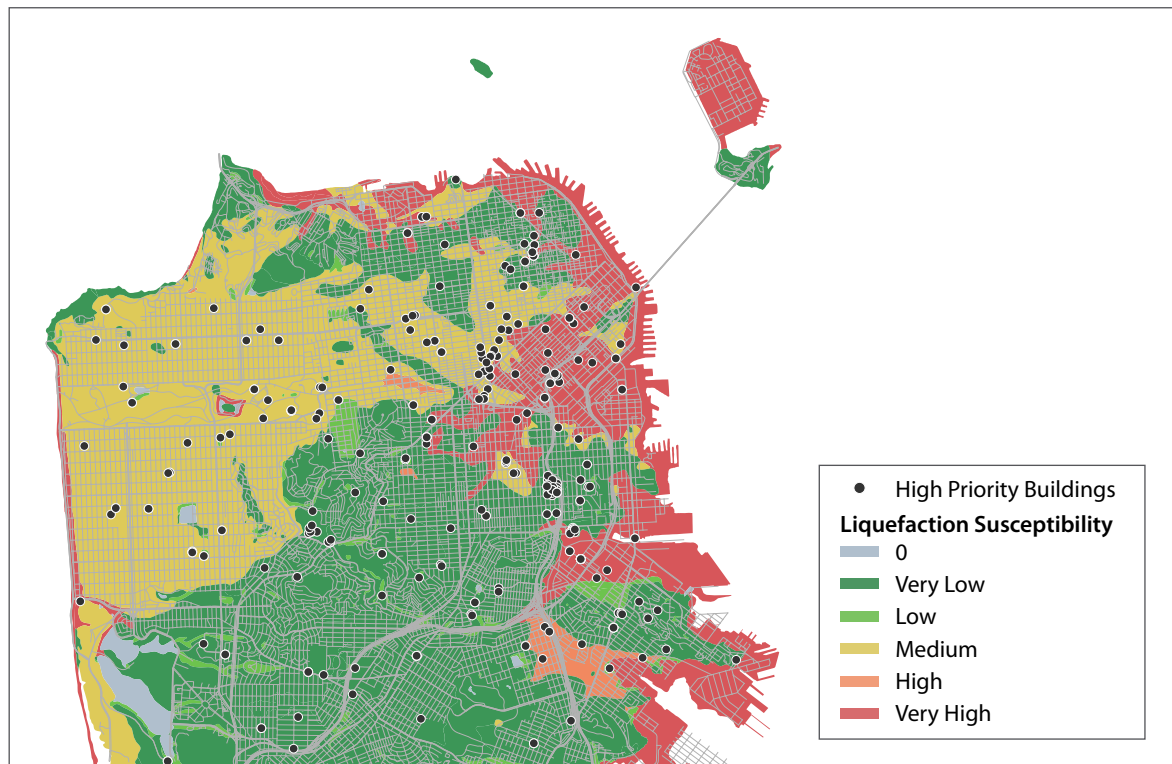 High Priority Buildings
Liquefaction Susceptibility
0
Very Low
Low
Medium
High
Very High